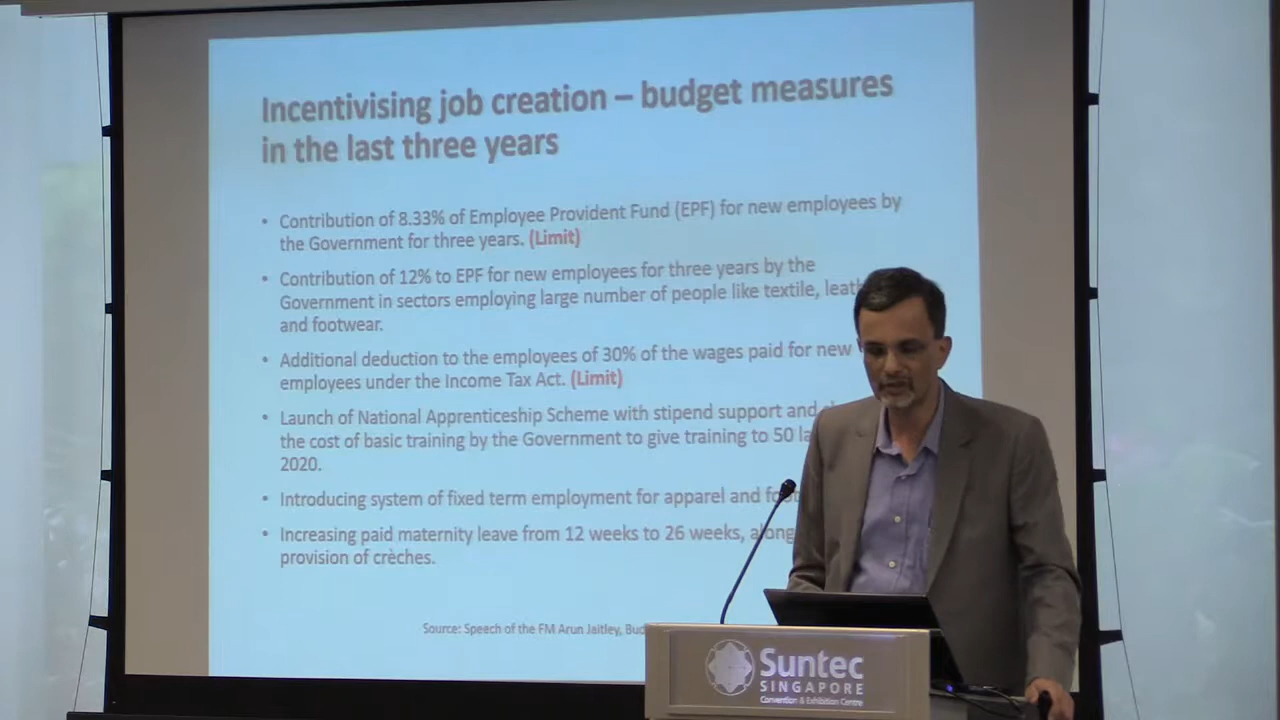 Incentivising job creation – budget measures
in the last three years
• Contribution of 8.33% of Employee Provident Fund (EPF) for new employees by
the Government for three years. (Limit)
• Contribution of 12% to EPF for new employees for three years by the
Government in sectors employing large number of people like textile,
and footwear.
• Additional deduction to the employees of 30% of the wages paid for new
employees under the Income Tax Act. (Limit)
• Launch of National Apprenticeship Scheme with stipend support and
the cost of basic training by the Government to give training to 50
2020.
• Introducing system of fixed term employment for apparel and
• Increasing paid maternity leave from 12 weeks to 26 weeks, along
provision of crèches.
Source: Speech of the FM Arun Jaitley,
Suntec
SINGAPORE
Convention & Exhibition Centre